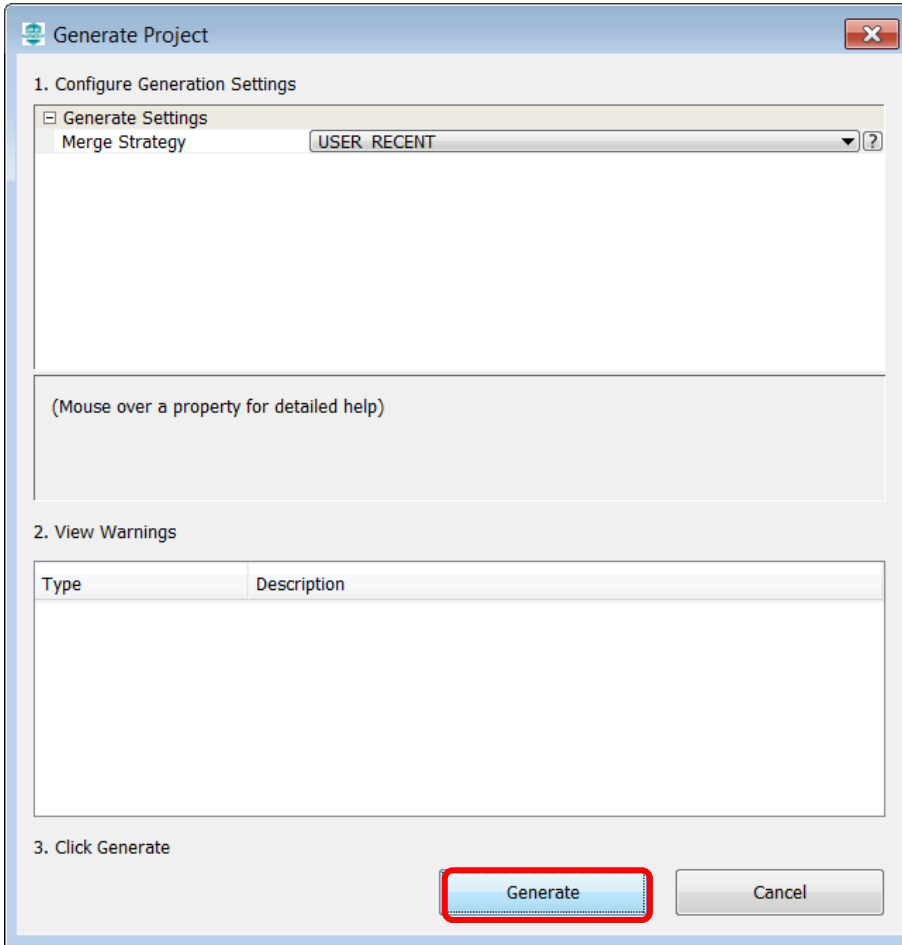 Generate Project
1. Configure Generation Settings
Generate Settings
Merge Strategy USER_RECENT ?
(Mouse over a property for detailed help)
2. View Warnings
Type Description
3. Click Generate
Generate Cancel